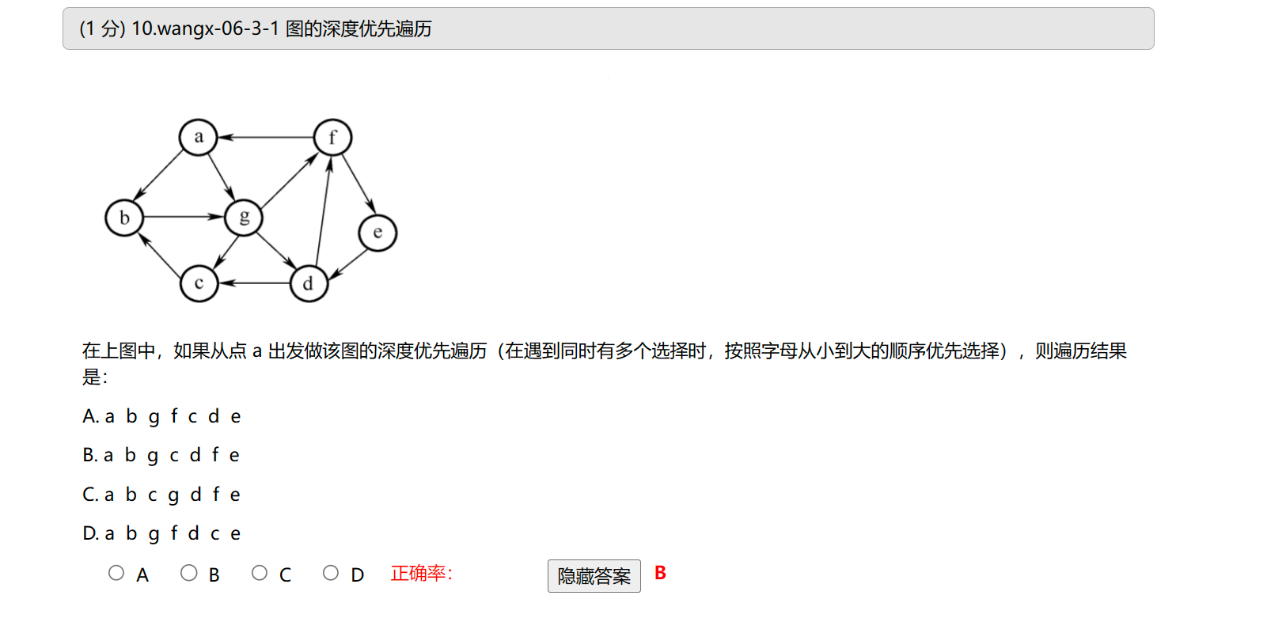 (1 分) 10.wangx-06-3-1 图的深度优先遍历
a
f
b
g
e
c
d
在上图中，如果从点 a 出发做该图的深度优先遍历（在遇到同时有多个选择时，按照字母从小到大的顺序优先选择），则遍历结果
是：
A. a b g f c d e
B. a b g c d f e
C. a b c g d f e
D. a b g f d c e
A B C D 正确率： 隐藏答案 B